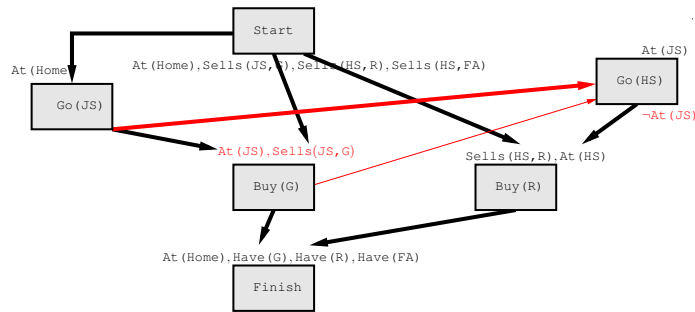 Start
At(Home)
At(Home),Sells(JS,G),Sells(HS,R),Sells(HS,FA)
At(JS)
Go(JS)
Go(HS)
¬At(JS)
At(JS),Sells(JS,G)
Sells(HS,R),At(HS)
Buy(G)
Buy(R)
At(Home),Have(G),Have(R),Have(FA)
Finish